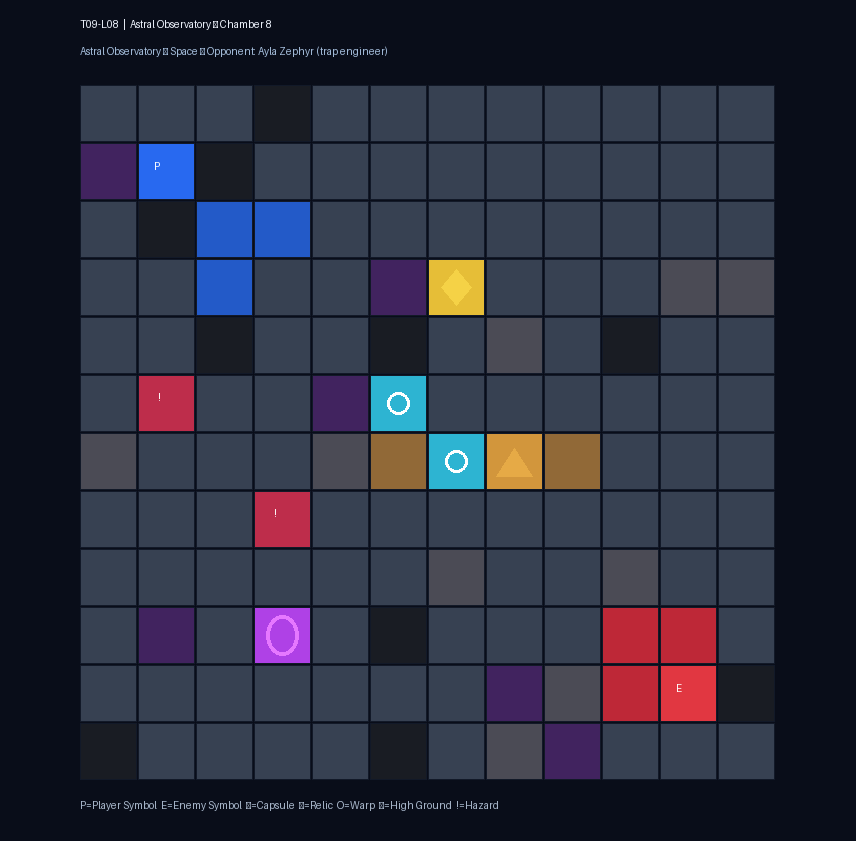 T09-L08 | Astral Observatory � Chamber 8
Astral Observatory � Space � Opponent: Ayla Zephyr (trap engineer)
P
!
!
E
P=Player Symbol E=Enemy Symbol �=Capsule �=Relic O=Warp �=High Ground !=Hazard